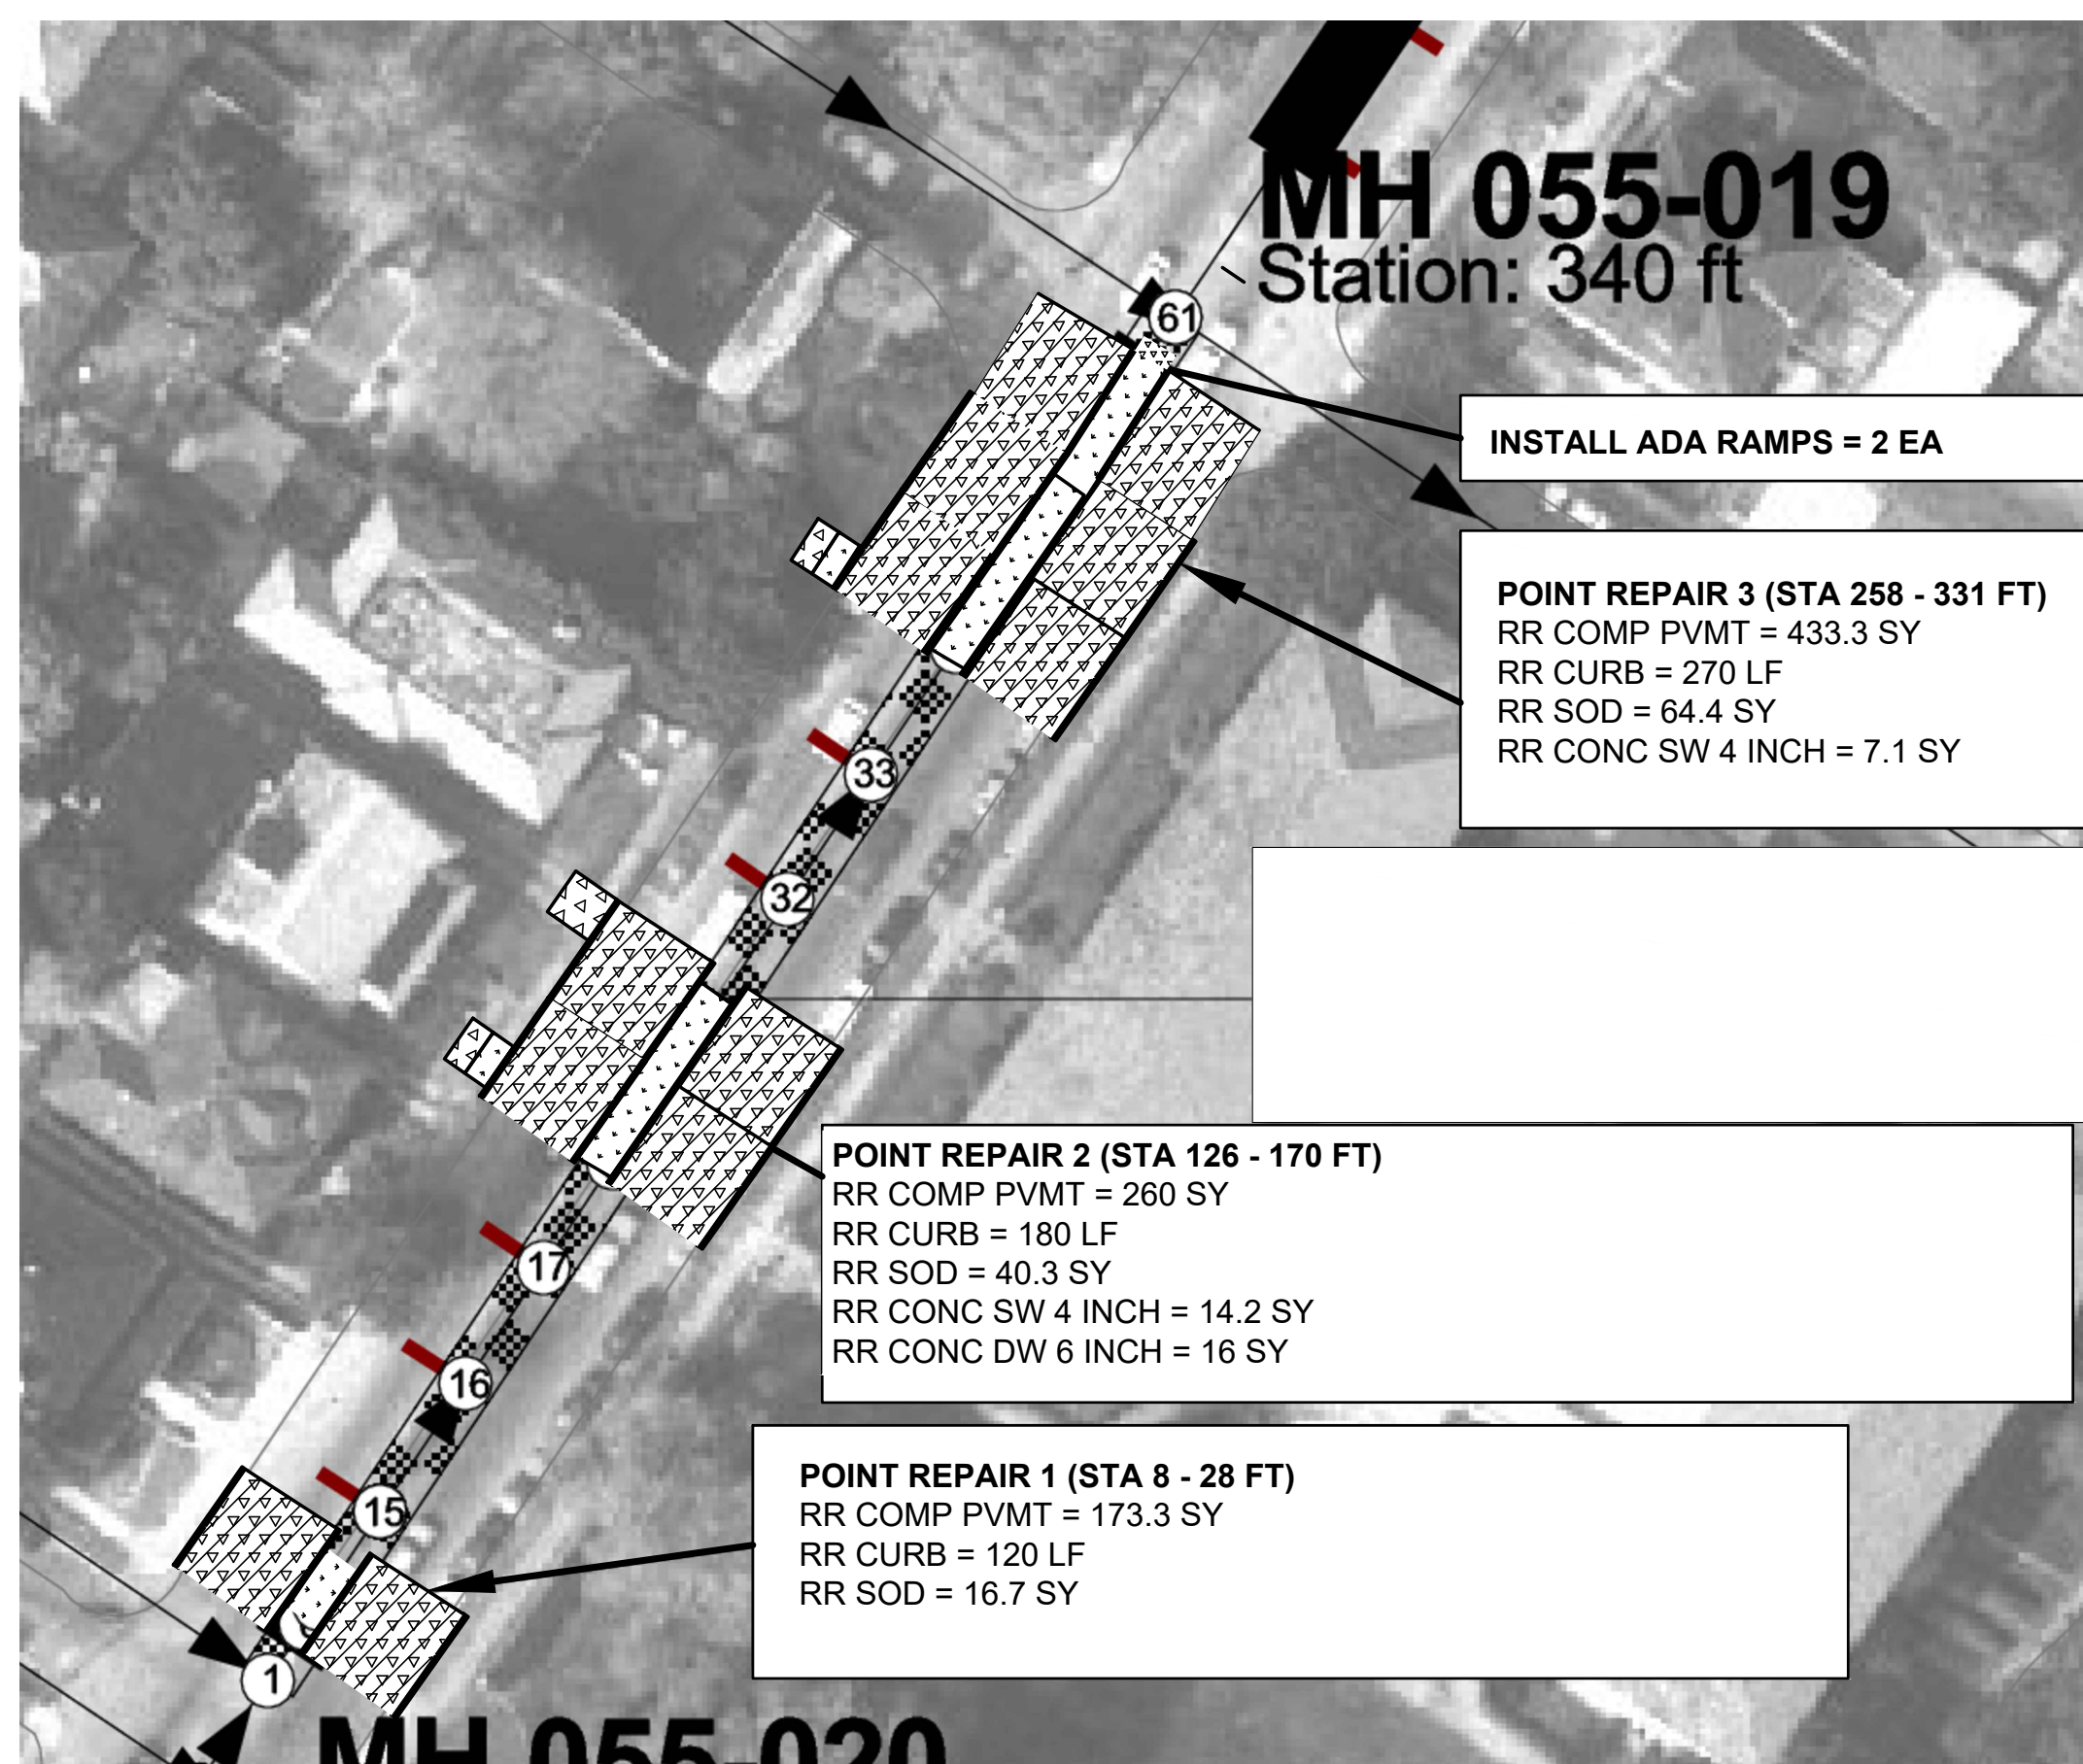 MH 055-019
Station: 340 ft
61
INSTALL ADA RAMPS = 2 EA
POINT REPAIR 3 (STA 258 - 331 FT)
RR COMP PVMT = 433.3 SY
RR CURB = 270 LF
RR SOD = 64.4 SY
RR CONC SW 4 INCH = 7.1 SY
33
32
POINT REPAIR 2 (STA 126 - 170 FT)
RR COMP PVMT = 260 SY
RR CURB = 180 LF
RR SOD = 40.3 SY
RR CONC SW 4 INCH = 14.2 SY
RR CONC DW 6 INCH = 16 SY
17
16
15
POINT REPAIR 1 (STA 8 - 28 FT)
RR COMP PVMT = 173.3 SY
RR CURB = 120 LF
RR SOD = 16.7 SY
1
MH 055-020